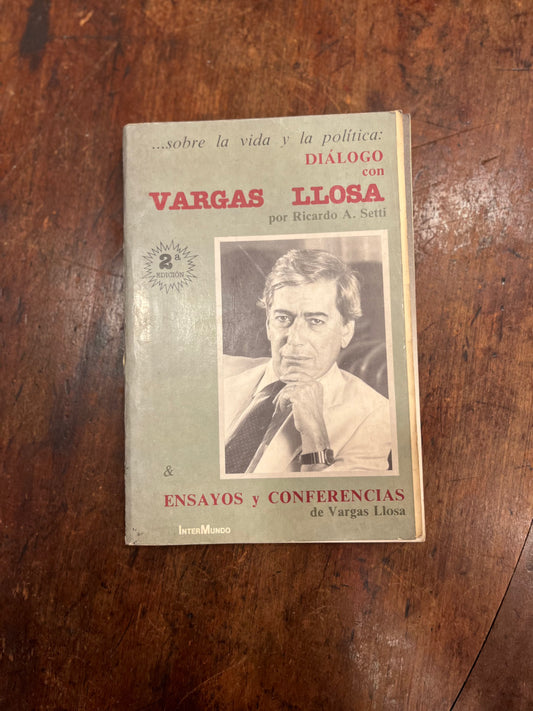 ...sobre la vida y la política:
DIÁLOGO
con
VARGAS LLOSA
por Ricardo A. Setti
2ª
EDICIÓN
&
ENSAYOS y CONFERENCIAS
de Vargas Llosa
INTERMUNDO